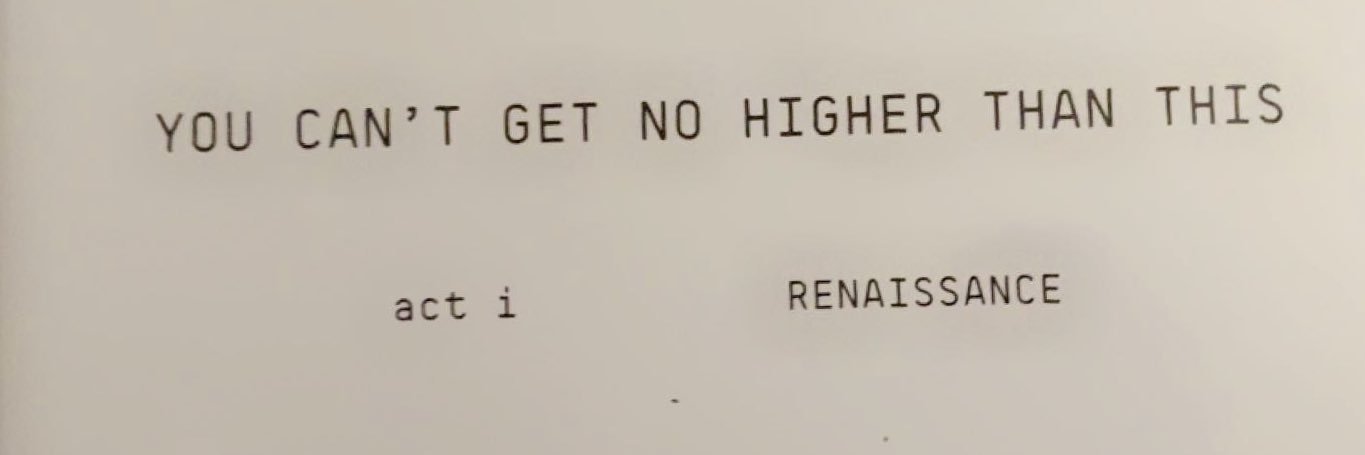 YOU CAN’T GET NO HIGHER THAN THIS
act i RENAISSANCE